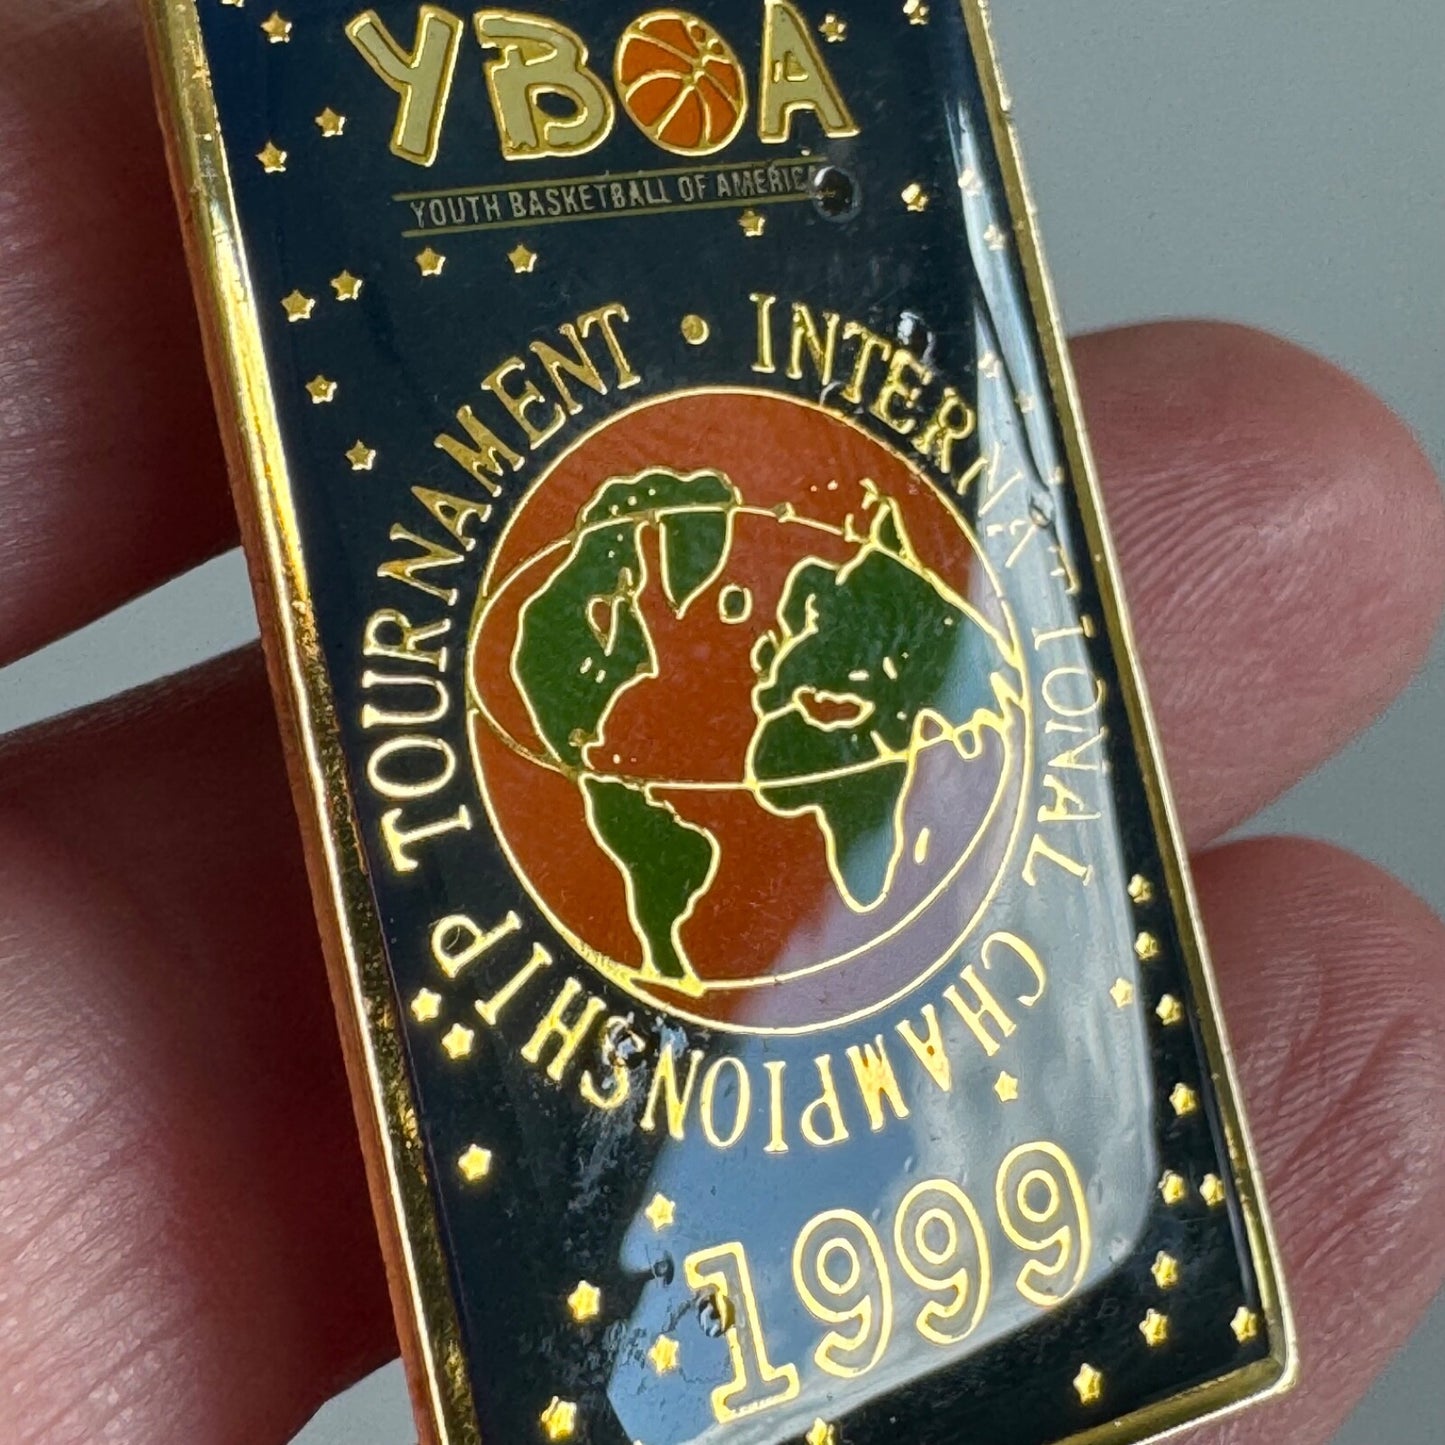 YBOA
YOUTH BASKETBALL OF AMERICA
INTERNATIONAL CHAMPIONSHIP TOURNAMENT •
1999